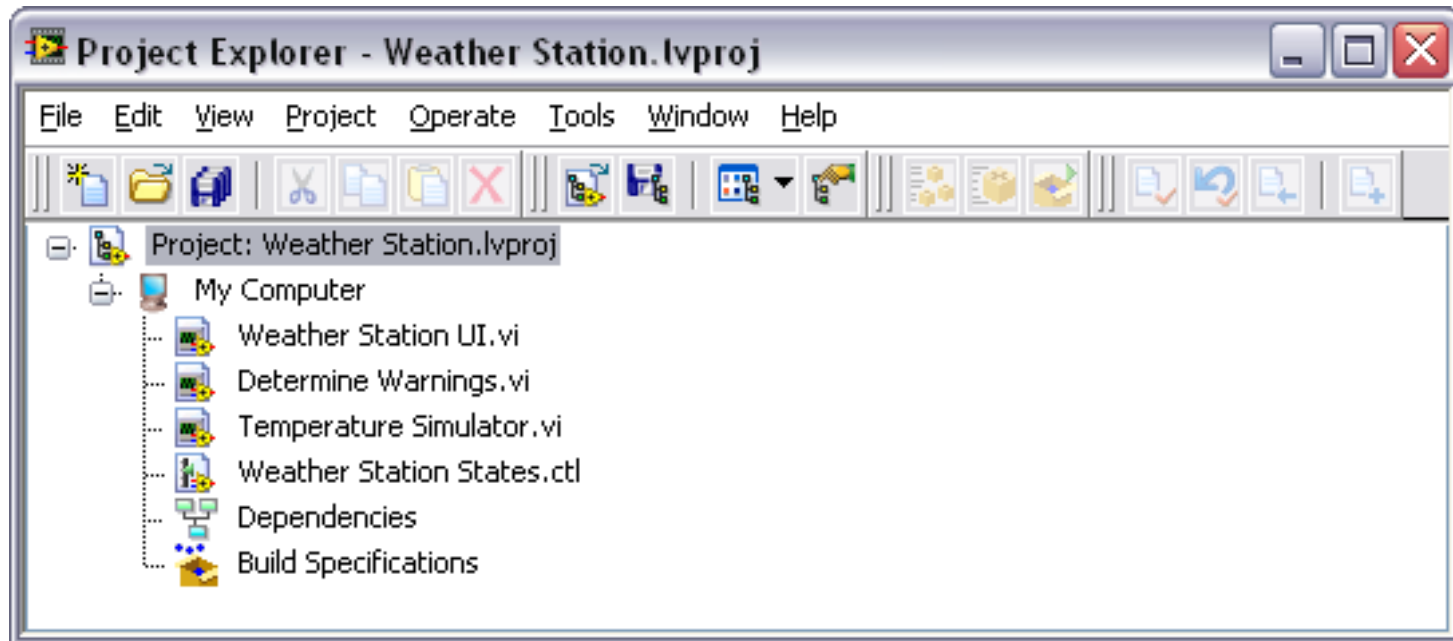 Project Explorer - Weather Station.lvproj
File Edit View Project Operate Tools Window Help
Project: Weather Station.lvproj
My Computer
Weather Station UI.vi
Determine Warnings.vi
Temperature Simulator.vi
Weather Station States.ctl
Dependencies
Build Specifications